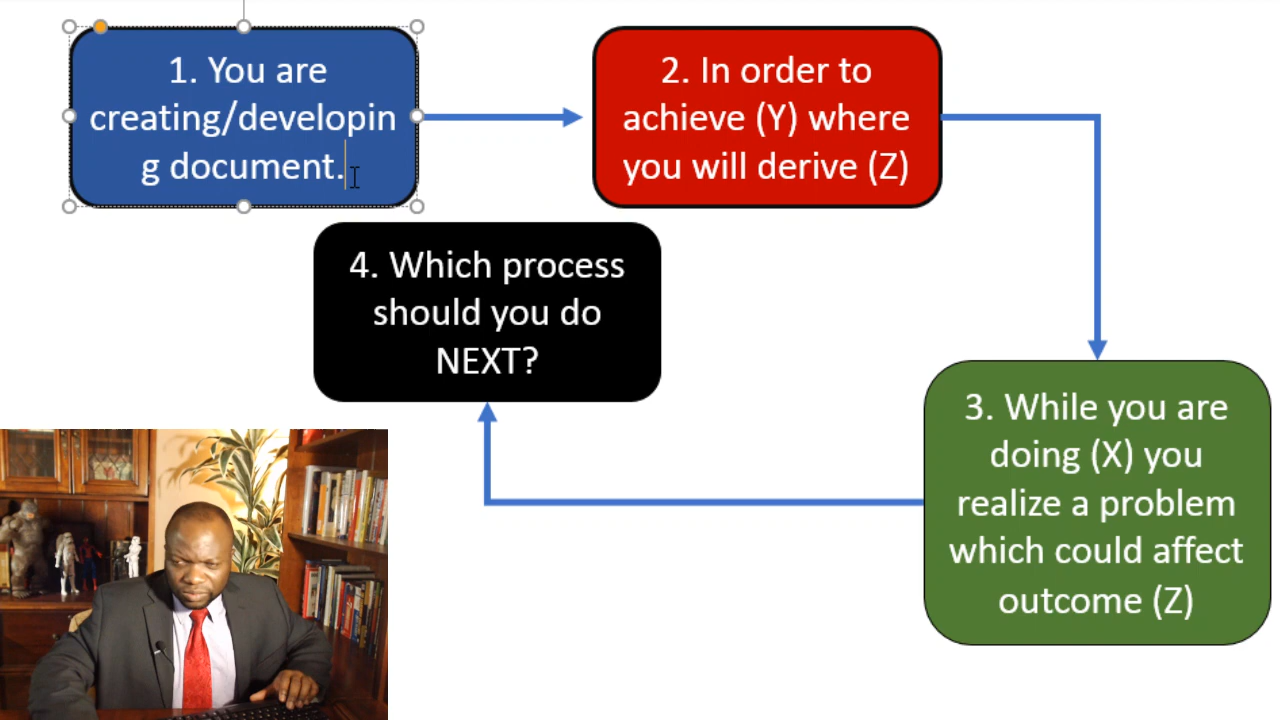 1. You are
creating/developin
g document.
2. In order to
achieve (Y) where
you will derive (Z)
3. While you are
doing (X) you
realize a problem
which could affect
outcome (Z)
4. Which process
should you do
NEXT?